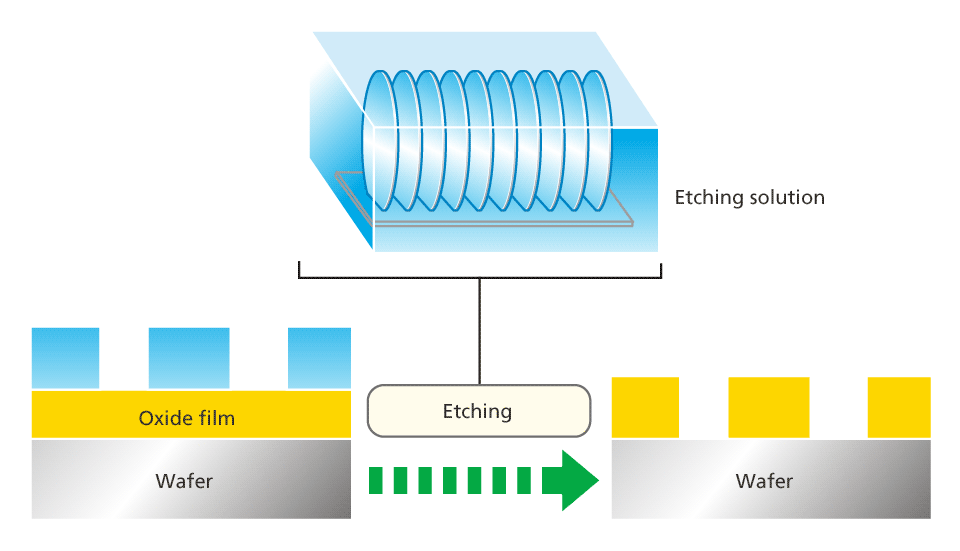 Etching solution
Oxide film
Etching
Wafer
Wafer